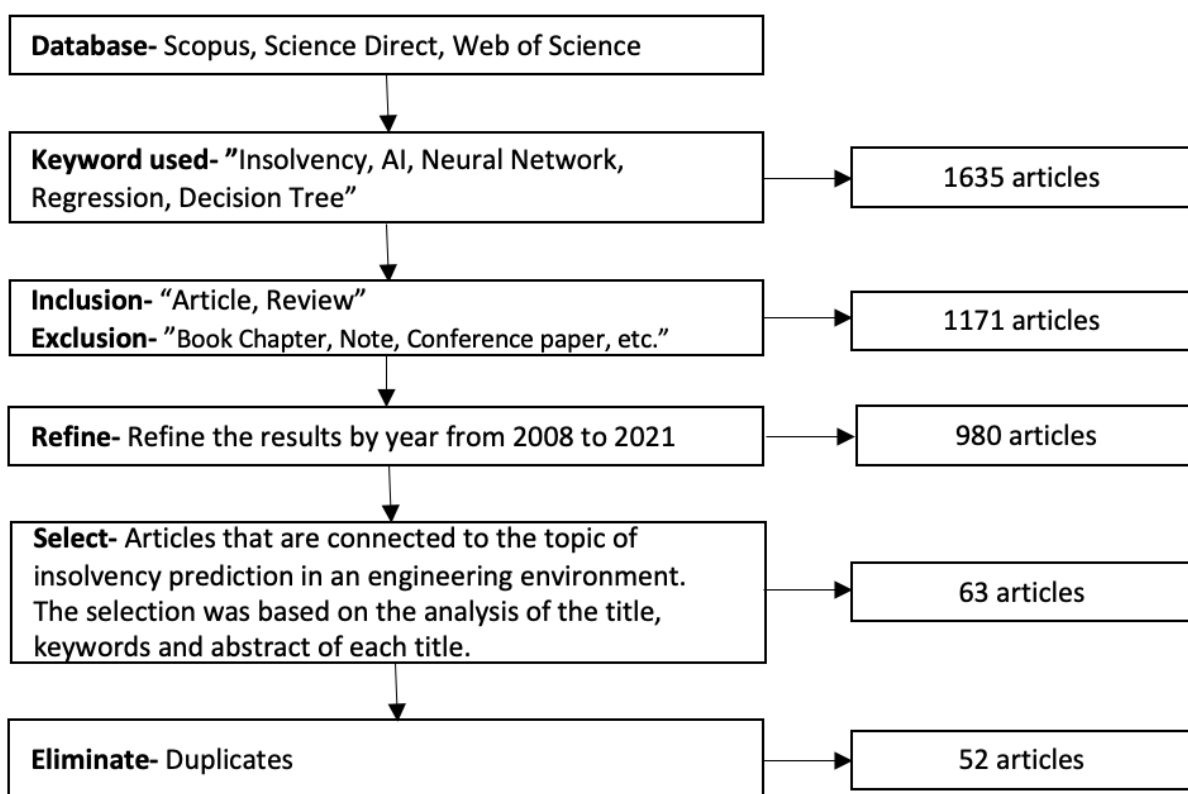 Database- Scopus, Science Direct, Web of Science
Keyword used- ”Insolvency, AI, Neural Network,
Regression, Decision Tree”
1635 articles
Inclusion- “Article, Review”
Exclusion- ”Book Chapter, Note, Conference paper, etc.”
1171 articles
Refine- Refine the results by year from 2008 to 2021
980 articles
Select- Articles that are connected to the topic of
insolvency prediction in an engineering environment.
The selection was based on the analysis of the title,
keywords and abstract of each title.
63 articles
Eliminate- Duplicates
52 articles